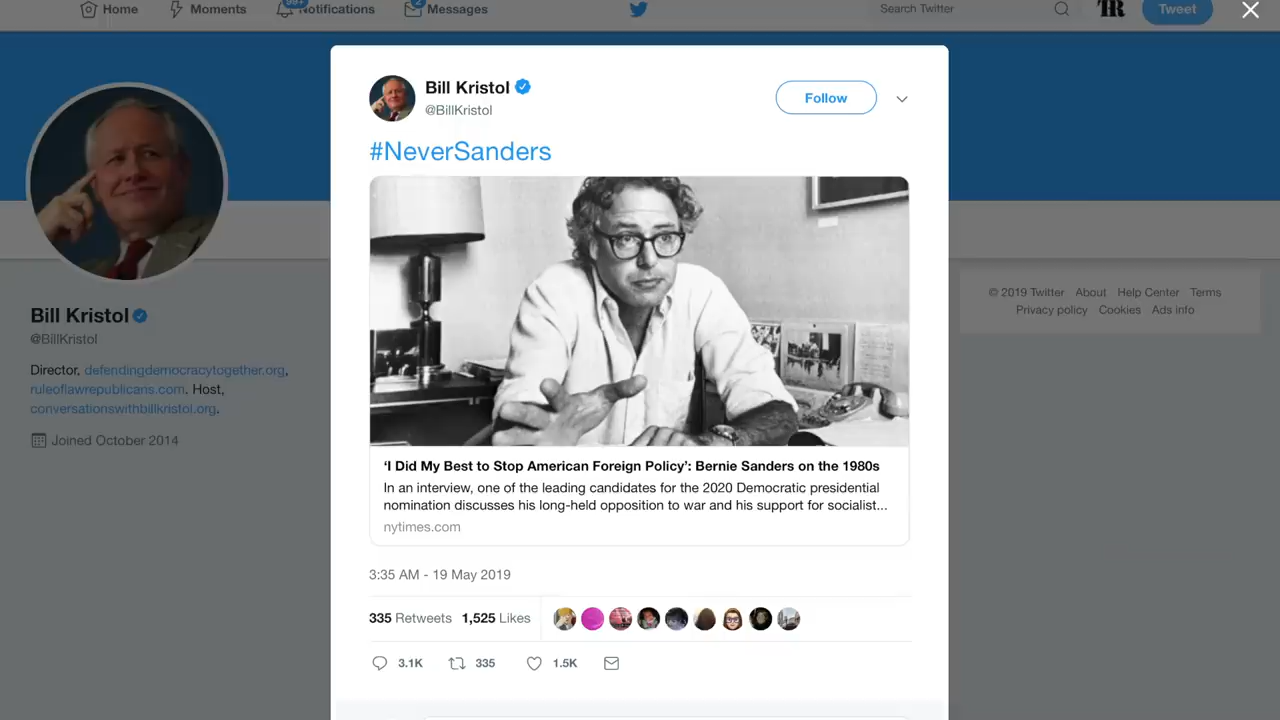 Home Moments 99+ Notifications Messages Search Twitter TR Tweet
Bill Kristol
@BillKristol
Follow
#NeverSanders
‘I Did My Best to Stop American Foreign Policy’: Bernie Sanders on the 1980s
In an interview, one of the leading candidates for the 2020 Democratic presidential
nomination discusses his long-held opposition to war and his support for socialist...
nytimes.com
3:35 AM - 19 May 2019
335 Retweets 1,525 Likes
3.1K 335 1.5K
Bill Kristol
@BillKristol
Director, defendingdemocracytogether.org,
ruleoflawrepublicans.com. Host,
conversationswithbillkristol.org.
Joined October 2014
© 2019 Twitter About Help Center Terms
Privacy policy Cookies Ads info